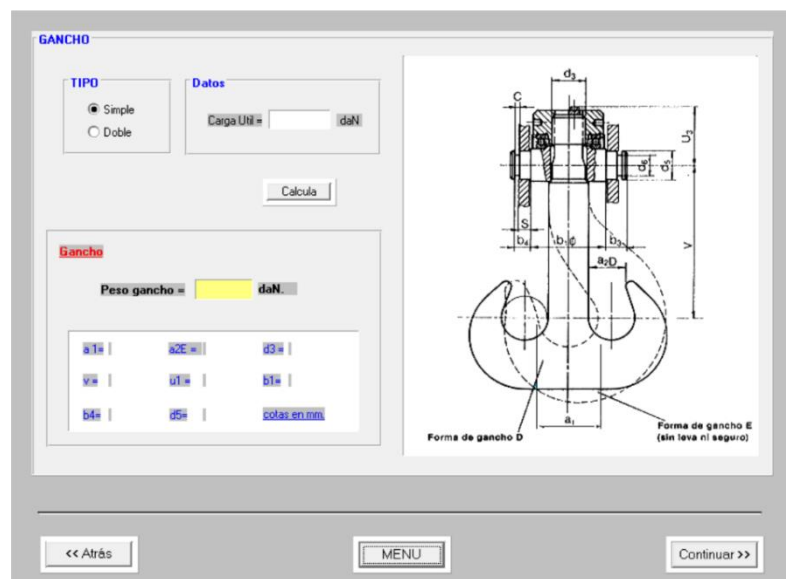 GANCHO
TIPO
Simple
Doble
Datos
Carga Util = daN
Calcula
Gancho
Peso gancho = daN.
a 1=
a2E =
d3 =
v =
u1 =
b1=
b4=
d5=
cotas en mm.
d₃
C
U₃
d₆
d₅
S
b₄
b₁ϕ
b₃
V
a₂D
a₁
Forma de gancho D
Forma de gancho E
(sin leva ni seguro)
<< Atrás
MENU
Continuar >>